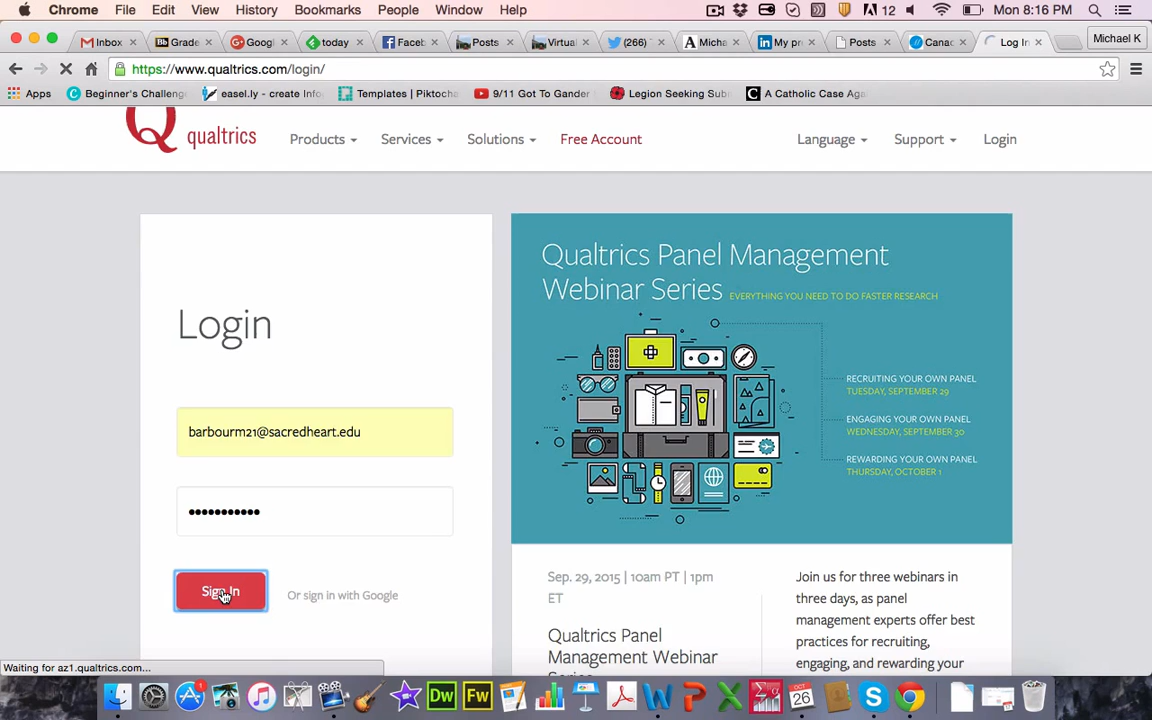 Chrome File Edit View History Bookmarks People Window Help 12 Mon 8:16 PM
Inbox Grade Googl today Faceb Posts Virtual (266) T Micha My pr Posts Canad Log In Michael K
https://www.qualtrics.com/login/
Apps Beginner's Challeng easel.ly - create Info Templates | Piktocha 9/11 Got To Gander Legion Seeking Sub A Catholic Case Aga
qualtrics Products Services Solutions Free Account Language Support Login
Login
barbourm21@sacredheart.edu
•••••••••••
Sign In Or sign in with Google
Qualtrics Panel Management
Webinar Series EVERYTHING YOU NEED TO DO FASTER RESEARCH
RECRUITING YOUR OWN PANEL
TUESDAY, SEPTEMBER 29
ENGAGING YOUR OWN PANEL
WEDNESDAY, SEPTEMBER 30
REWARDING YOUR OWN PANEL
THURSDAY, OCTOBER 1
Sep. 29, 2015 | 10am PT | 1pm
ET
Qualtrics Panel
Management Webinar
Join us for three webinars in
three days, as panel
management experts offer best
practices for recruiting,
engaging, and rewarding your
Waiting for az1.qualtrics.com...
1 Dw Fw OCT 26